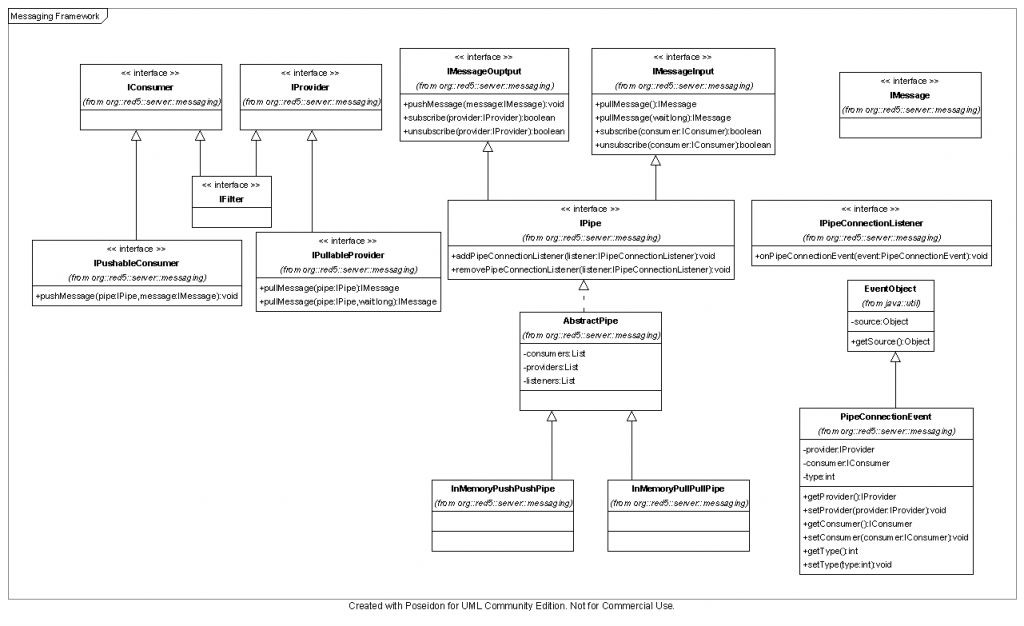 Messaging Framework
<< interface >>
IConsumer
(from org::red5::server::messaging)
<< interface >>
IProvider
(from org::red5::server::messaging)
<< interface >>
IMessageOuptput
(from org::red5::server::messaging)
+pushMessage(message:IMessage):void
+subscribe(provider:IProvider):boolean
+unsubscribe(provider:IProvider):boolean
<< interface >>
IMessageInput
(from org::red5::server::messaging)
+pullMessage():IMessage
+pullMessage(wait:long):IMessage
+subscribe(consumer:IConsumer):boolean
+unsubscribe(consumer:IConsumer):boolean
<< interface >>
IMessage
(from org::red5::server::messaging)
<< interface >>
IFilter
<< interface >>
IPushableConsumer
(from org::red5::server::messaging)
+pushMessage(pipe:IPipe,message:IMessage):void
<< interface >>
IPullableProvider
(from org::red5::server::messaging)
+pullMessage(pipe:IPipe):IMessage
+pullMessage(pipe:IPipe,wait:long):IMessage
<< interface >>
IPipe
(from org::red5::server::messaging)
+addPipeConnectionListener(listener:IPipeConnectionListener):void
+removePipeConnectionListener(listener:IPipeConnectionListener):void
<< interface >>
IPipeConnectionListener
(from org::red5::server::messaging)
+onPipeConnectionEvent(event:PipeConnectionEvent):void
EventObject
(from java::util)
-source:Object
+getSource():Object
AbstractPipe
(from org::red5::server::messaging)
-consumers:List
-providers:List
-listeners:List
PipeConnectionEvent
(from org::red5::server::messaging)
-provider:IProvider
-consumer:IConsumer
-type:int
+getProvider():IProvider
+setProvider(provider:IProvider):void
+getConsumer():IConsumer
+setConsumer(consumer:IConsumer):void
+getType():int
+setType(type:int):void
InMemoryPushPushPipe
(from org::red5::server::messaging)
InMemoryPullPullPipe
(from org::red5::server::messaging)
Created with Poseidon for UML Community Edition. Not for Commercial Use.